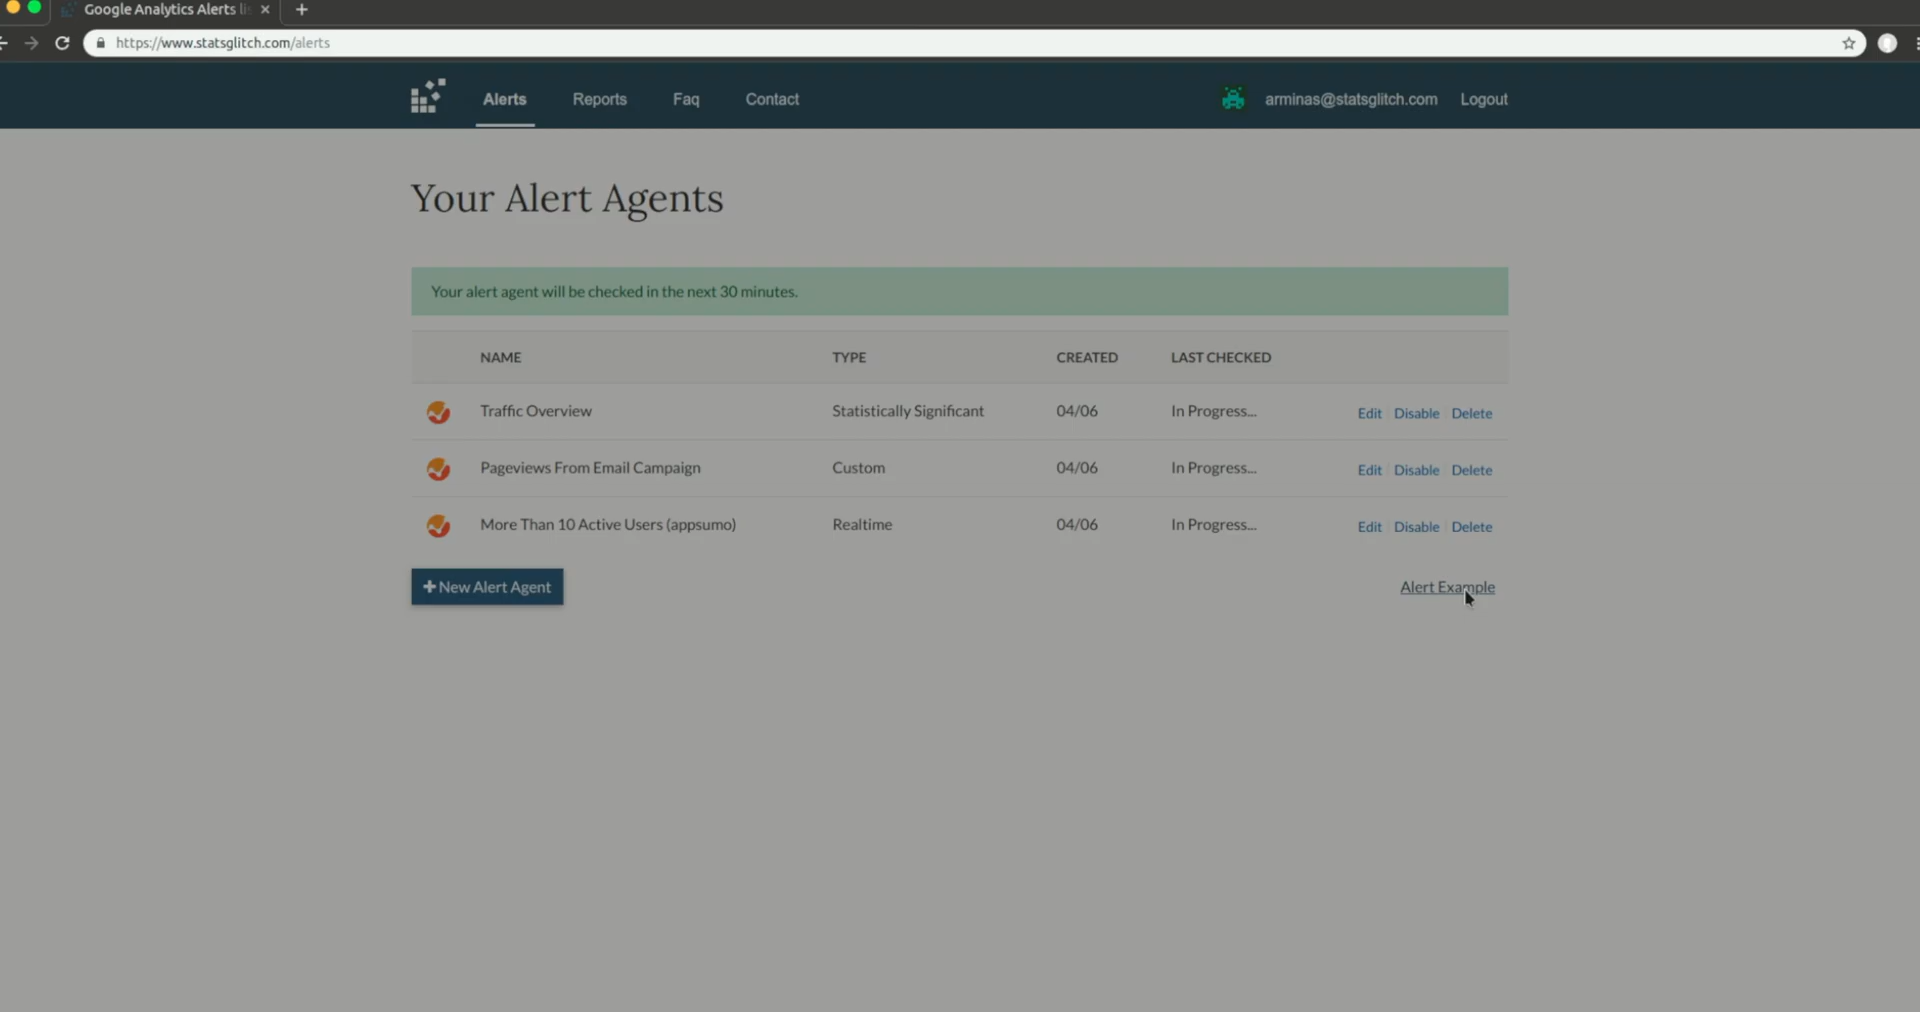 Google Analytics Alerts
https://www.statsglitch.com/alerts
Alerts Reports Faq Contact arminas@statsglitch.com Logout
Your Alert Agents
Your alert agent will be checked in the next 30 minutes.
NAME TYPE CREATED LAST CHECKED
Traffic Overview Statistically Significant 04/06 In Progress... Edit Disable Delete
Pageviews From Email Campaign Custom 04/06 In Progress... Edit Disable Delete
More Than 10 Active Users (appsumo) Realtime 04/06 In Progress... Edit Disable Delete
+ New Alert Agent Alert Example